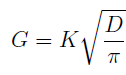 G = K√(D/π)